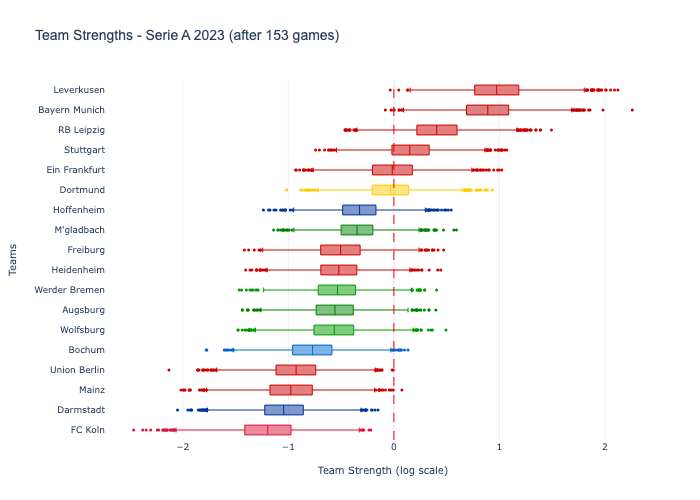 Team Strengths - Serie A 2023 (after 153 games)
Leverkusen
Bayern Munich
RB Leipzig
Stuttgart
Ein Frankfurt
Dortmund
Hoffenheim
M'gladbach
Freiburg
Heidenheim
Werder Bremen
Augsburg
Wolfsburg
Bochum
Union Berlin
Mainz
Darmstadt
FC Koln
Teams
−2 −1 0 1 2
Team Strength (log scale)